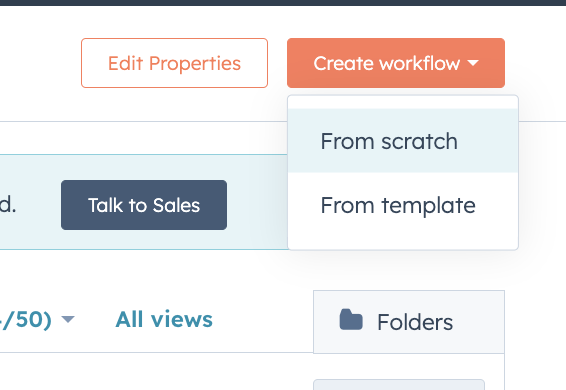 Edit Properties
Create workflow
From scratch
From template
d.
Talk to Sales
/50)
All views
Folders